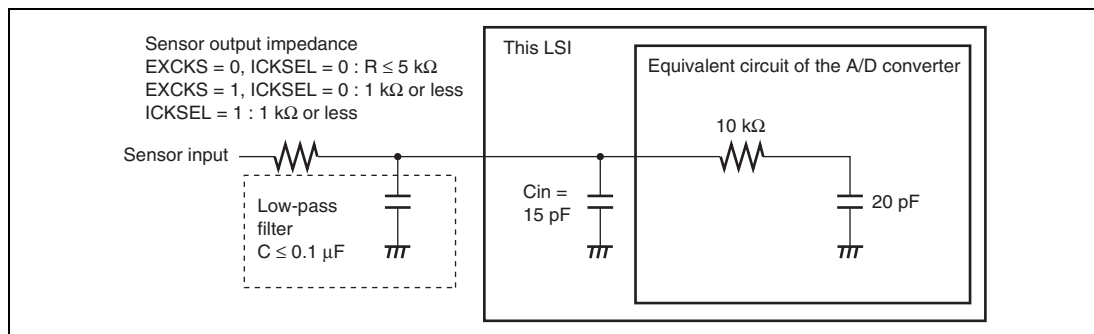 Sensor output impedance
EXCKS = 0, ICKSEL = 0 : R ≤ 5 kΩ
EXCKS = 1, ICKSEL = 0 : 1 kΩ or less
ICKSEL = 1 : 1 kΩ or less
This LSI
Equivalent circuit of the A/D converter
10 kΩ
Sensor input
Low-pass
filter
C ≤ 0.1 μF
Cin =
15 pF
20 pF